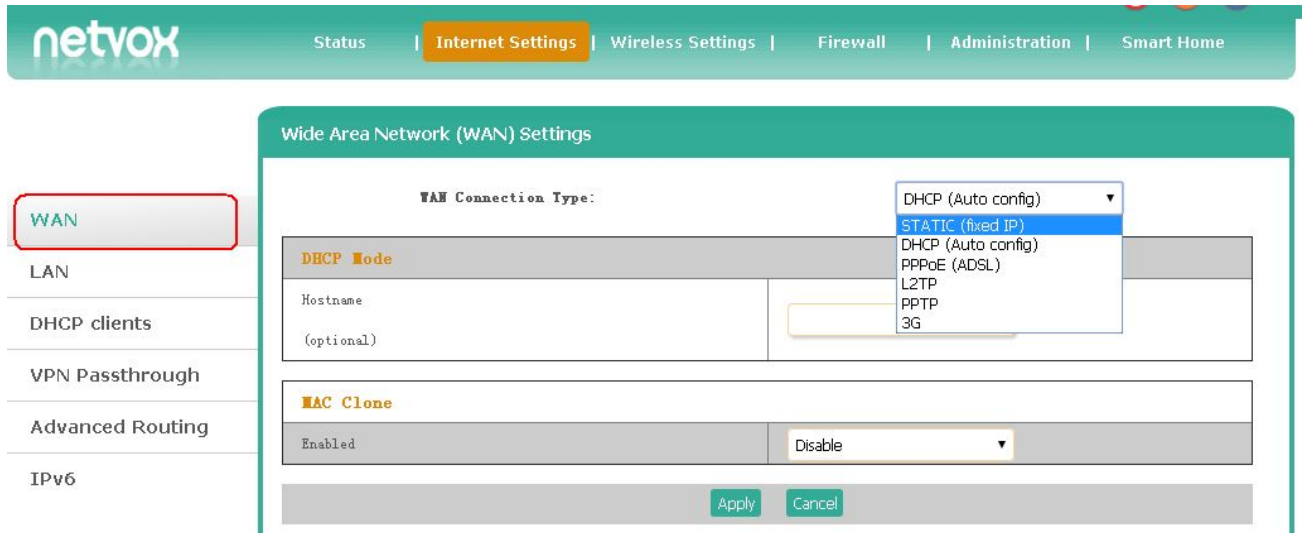 netvox
Status | Internet Settings | Wireless Settings | Firewall | Administration | Smart Home
Wide Area Network (WAN) Settings
WAN
LAN
DHCP clients
VPN Passthrough
Advanced Routing
IPv6
WAN Connection Type:
DHCP (Auto config)
STATIC (fixed IP)
DHCP (Auto config)
PPPoE (ADSL)
L2TP
PPTP
3G
DHCP Mode
Hostname
(optional)
MAC Clone
Enabled
Disable
Apply Cancel